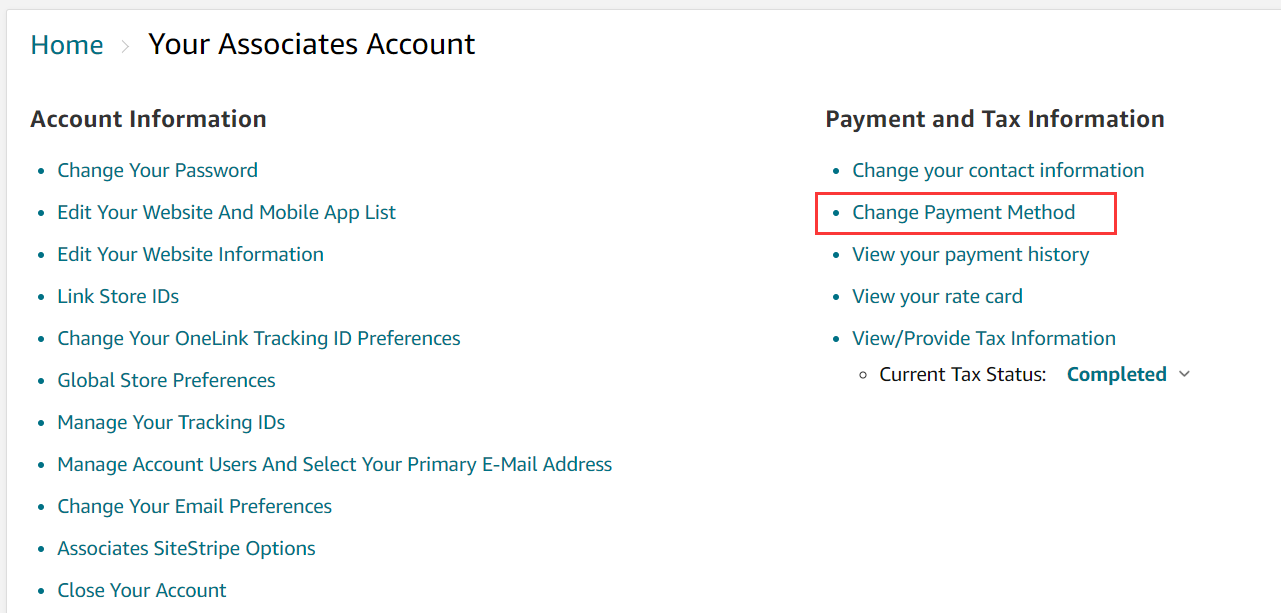 Home > Your Associates Account
Account Information
Change Your Password
Edit Your Website And Mobile App List
Edit Your Website Information
Link Store IDs
Change Your OneLink Tracking ID Preferences
Global Store Preferences
Manage Your Tracking IDs
Manage Account Users And Select Your Primary E-Mail Address
Change Your Email Preferences
Associates SiteStripe Options
Close Your Account
Payment and Tax Information
Change your contact information
Change Payment Method
View your payment history
View your rate card
View/Provide Tax Information
Current Tax Status: Completed